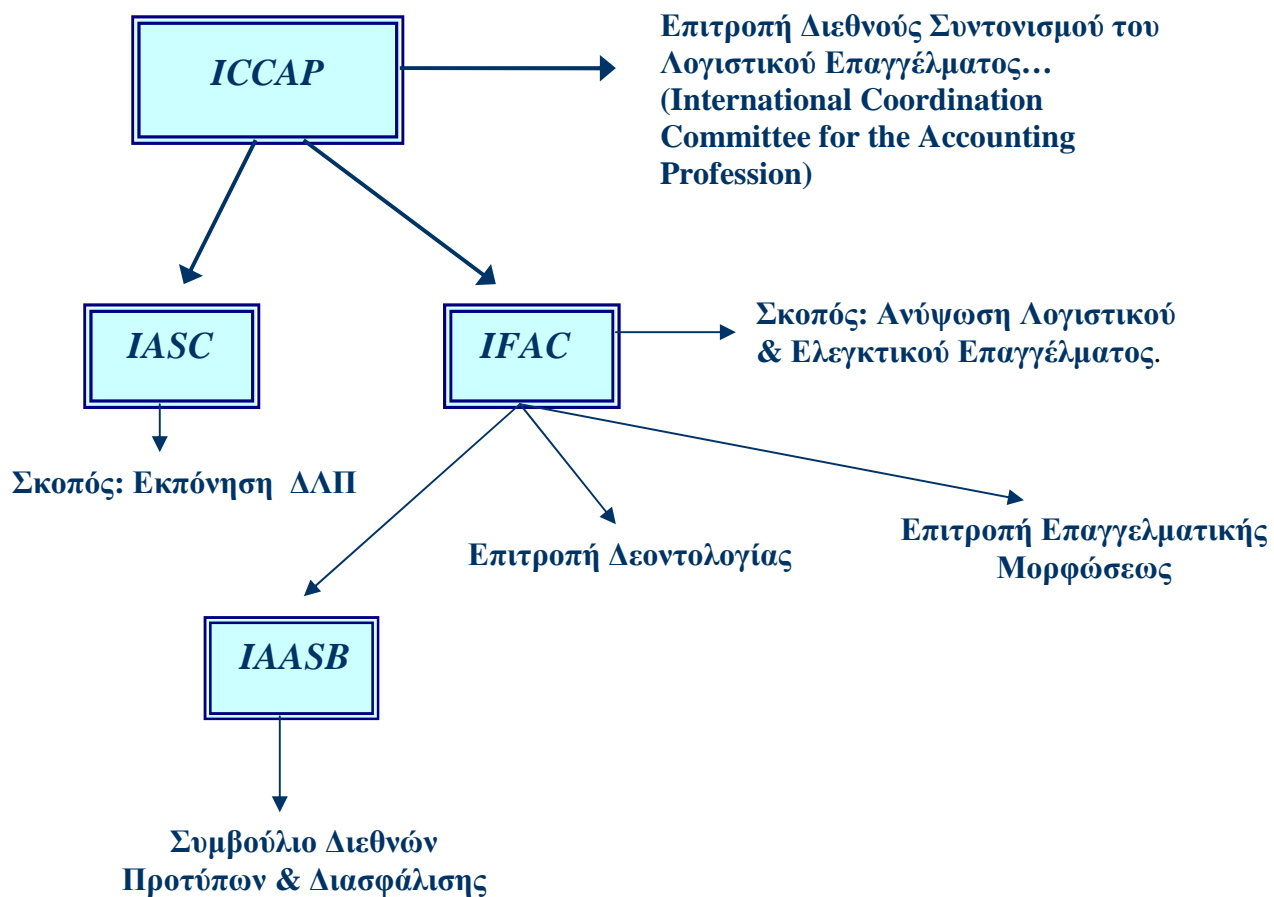 ICCAP
Επιτροπή Διεθνούς Συντονισμού του
Λογιστικού Επαγγέλματος…
(International Coordination
Committee for the Accounting
Profession)
IASC
IFAC
Σκοπός: Ανύψωση Λογιστικού
& Ελεγκτικού Επαγγέλματος.
Σκοπός: Εκπόνηση ΔΛΠ
Επιτροπή Δεοντολογίας
Επιτροπή Επαγγελματικής
Μορφώσεως
IAASB
Συμβούλιο Διεθνών
Προτύπων & Διασφάλισης